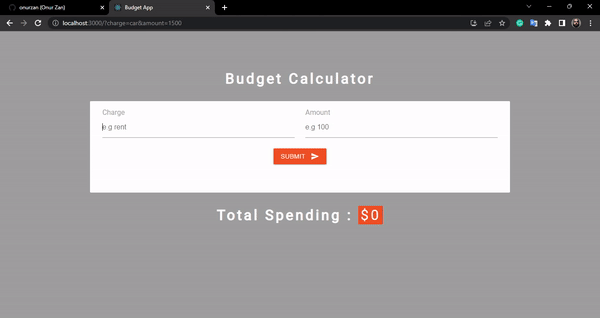 onurzan (Onur Zan)
Budget App
localhost:3000/?charge=car&amount=1500
Budget Calculator
Charge
Amount
e g rent
e g 100
SUBMIT
Total Spending : $0